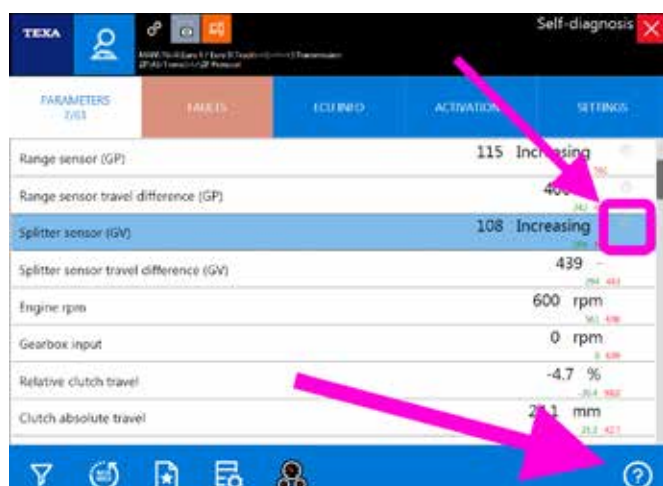 TEXA
Self-diagnosis
PARAMETERS
FAULTS
ECU INFO
ACTIVATION
SETTINGS
Range sensor (GP)
115 Increasing
Range sensor travel difference (GP)
Splitter sensor (GV)
108 Increasing
Splitter sensor travel difference (GV)
439 -
Engine rpm
600 rpm
Gearbox input
0 rpm
Relative clutch travel
-4.7 %
Clutch absolute travel
mm
?